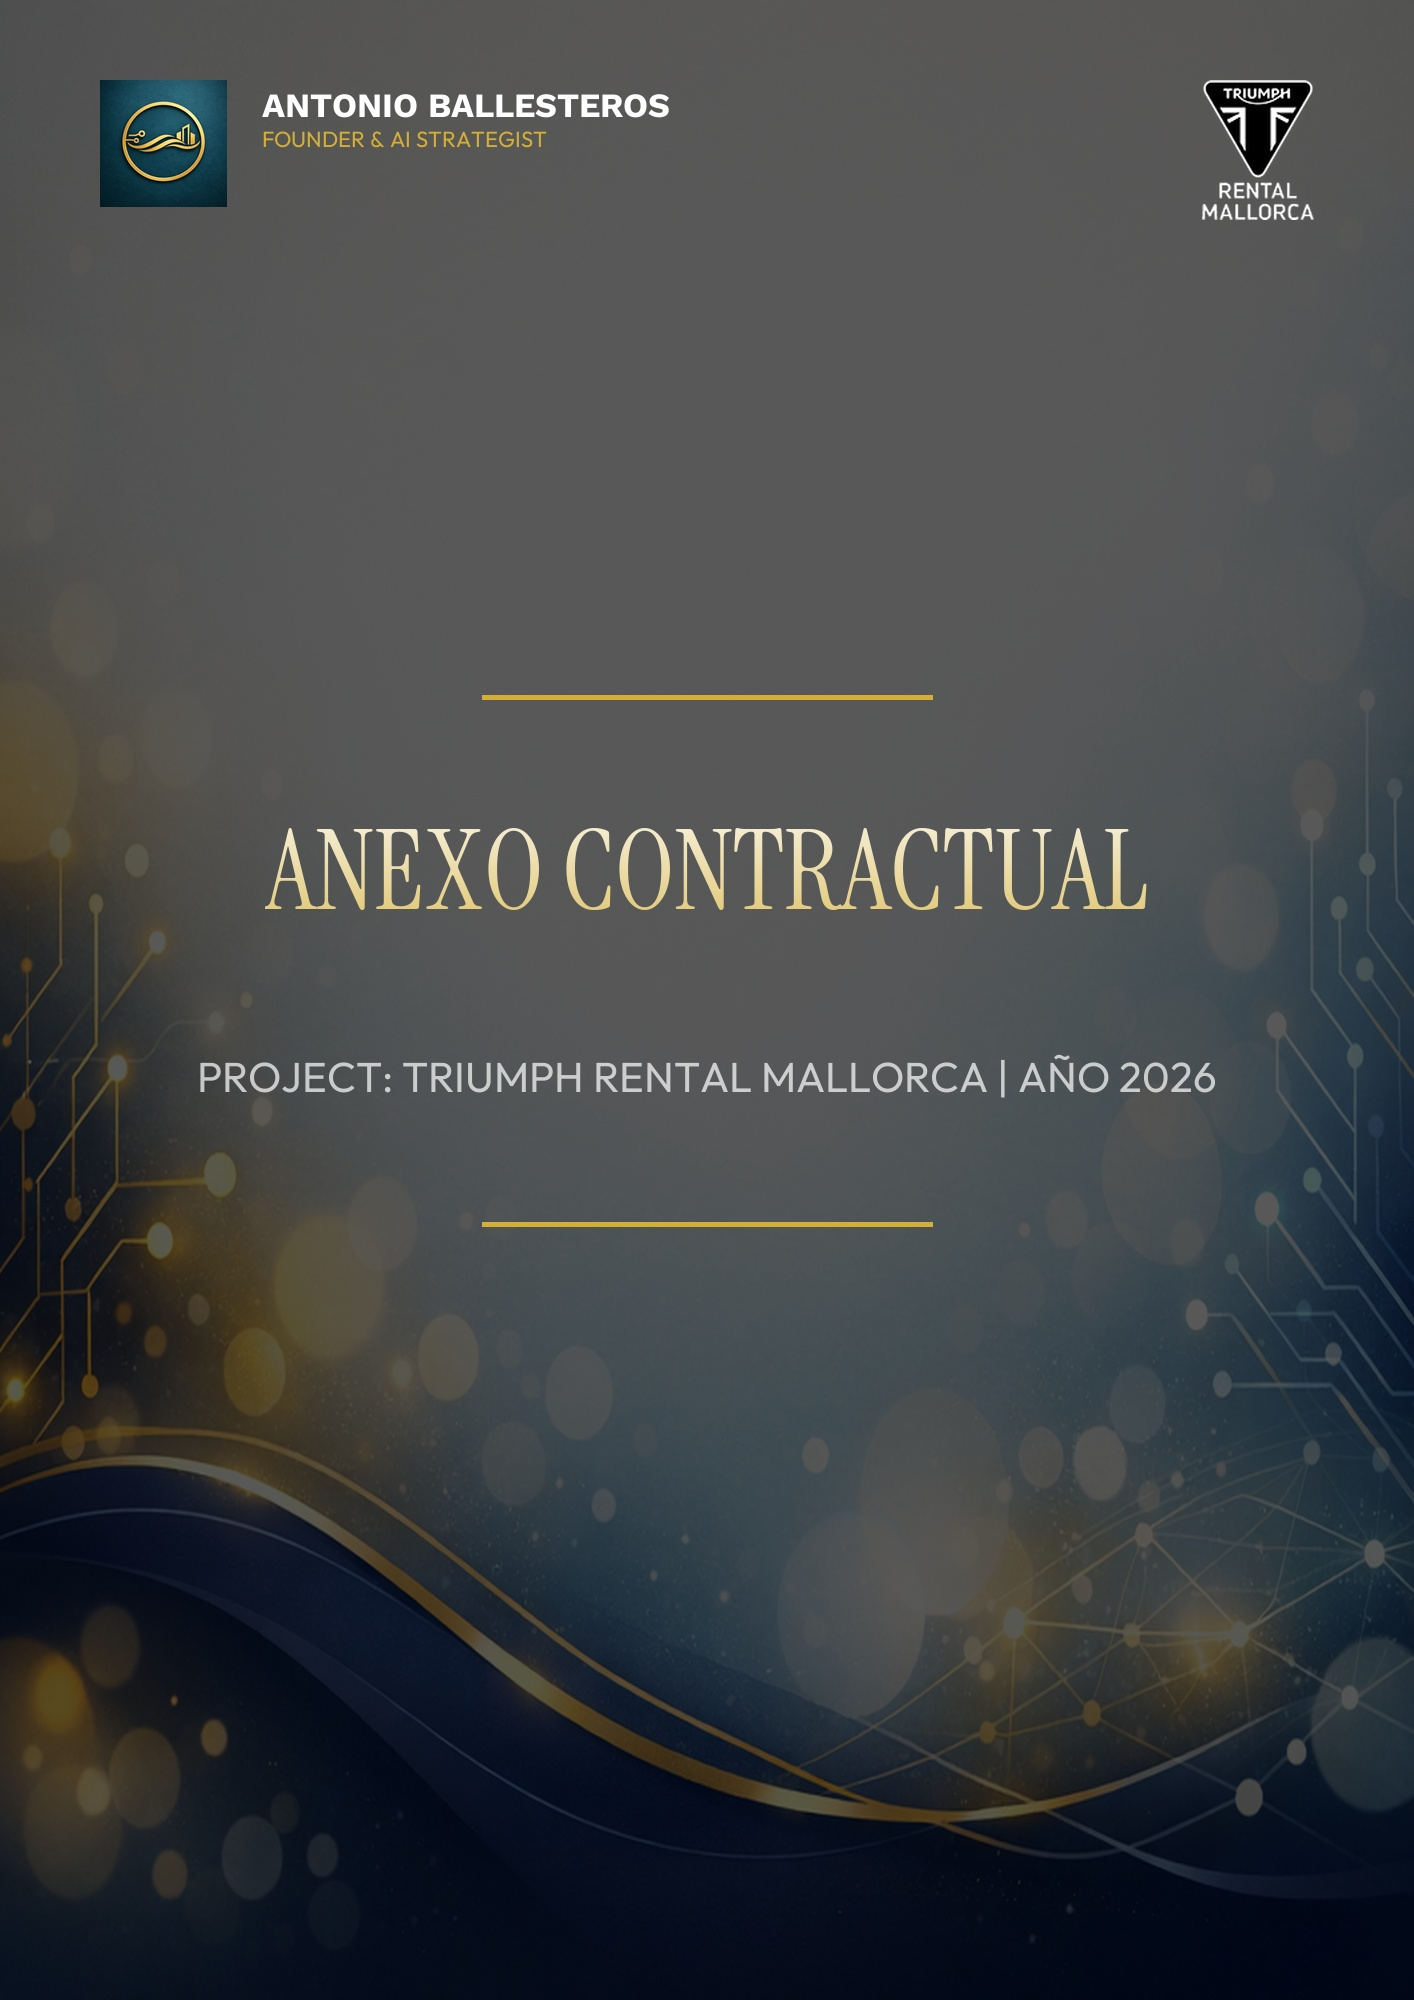 ANTONIO BALLESTEROS
FOUNDER & AI STRATEGIST
TRIUMPH
RENTAL
MALLORCA
ANEXO CONTRACTUAL
PROJECT: TRIUMPH RENTAL MALLORCA | AÑO 2026